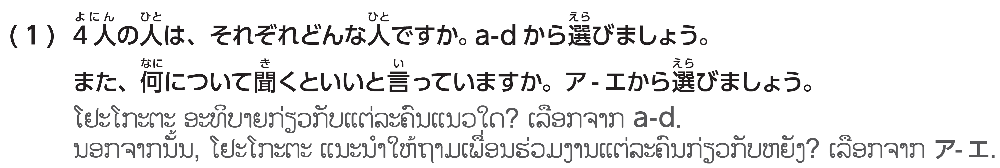 (1) 4人の人は、それぞれどんな人ですか。a-d から選びましょう。
また、何について聞くといいと言っていますか。ア - エから選びましょう。
ໂຢະໂກະຕະ ອະທິບາຍກ່ຽວກັບແຕ່ລະຄົນແນວໃດ? ເລືອກຈາກ a-d.
ນອກຈາກນັ້ນ, ໂຢະໂກະຕະ ແນະນຳໃຫ້ຖາມເພື່ອນຮ່ວມງານແຕ່ລະຄົນກ່ຽວກັບຫຍັງ? ເລືອກຈາກ ア- エ.